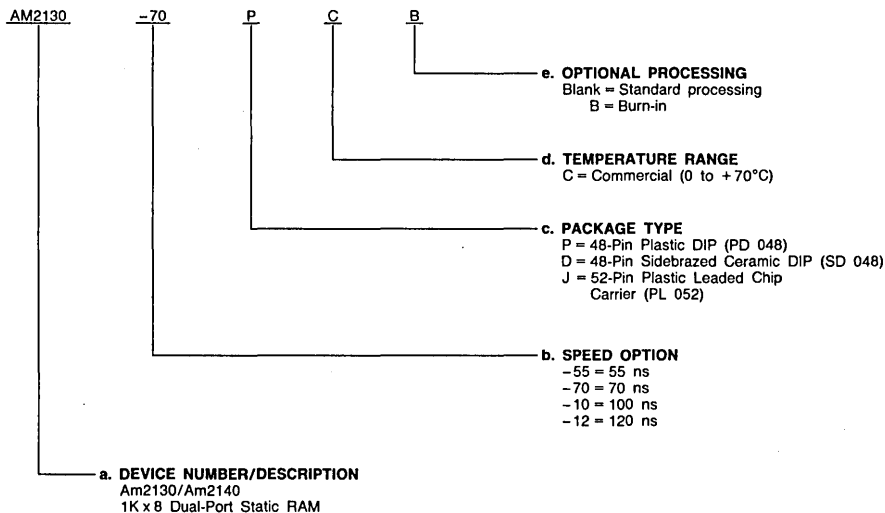 AM2130 -70 P C B
e. OPTIONAL PROCESSING
Blank = Standard processing
B = Burn-in
d. TEMPERATURE RANGE
C = Commercial (0 to +70°C)
c. PACKAGE TYPE
P = 48-Pin Plastic DIP (PD 048)
D = 48-Pin Sidebrazed Ceramic DIP (SD 048)
J = 52-Pin Plastic Leaded Chip
Carrier (PL 052)
b. SPEED OPTION
-55 = 55 ns
-70 = 70 ns
-10 = 100 ns
-12 = 120 ns
a. DEVICE NUMBER/DESCRIPTION
Am2130/Am2140
1K x 8 Dual-Port Static RAM